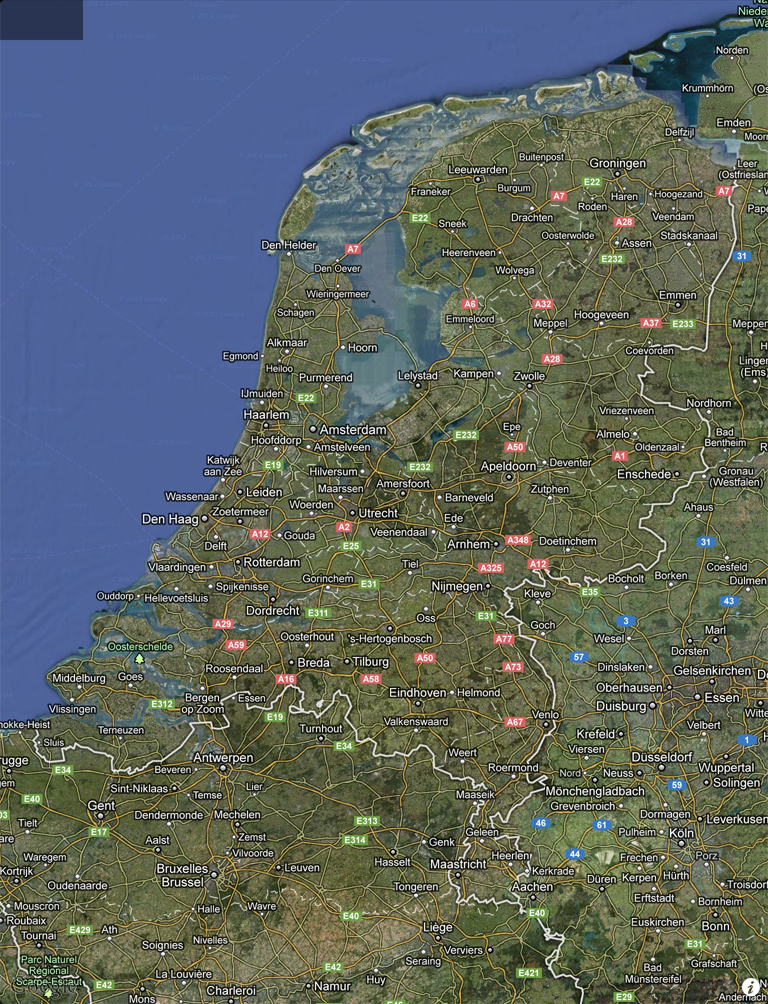 Norden
Krummhörn
Emden
Delfzijl
Buitenpost
Groningen
Leer
(Ostfriesland
Leeuwarden
E22
A7
Franeker
Burgum
A7
Haren
Hoogezand
Roden
E22
Sneek
Drachten
A28
Veendam
Oosterwolde
Stadskanaal
Den Helder
A7
Assen
Heerenveen
E232
31
Den Oever
Wolvega
Wieringermeer
Emmen
A6
A32
Schagen
Emmeloord
Meppel
Hoogeveen
A37
E233
Meppen
Alkmaar
Hoorn
Egmond
A28
Coevorden
Heiloo
Lingen
(Ems)
Purmerend
Lelystad
Kampen
Zwolle
IJmuiden
E22
Nordhorn
Haarlem
Vriezenveen
Amsterdam
Epe
E232
Almelo
Bad
Bentheim
Hoofddorp
Amstelveen
A50
Oldenzaal
Katwijk
aan Zee
E19
Hilversum
E232
Apeldoorn
Deventer
A1
Enschede
Gronau
(Westfalen)
Wassenaar
Leiden
Maarssen
Amersfoort
Zutphen
Barneveld
Woerden
Den Haag
Zoetermeer
Utrecht
Ahaus
A2
Ede
A12
Gouda
Veenendaal
Delft
E25
Arnhem
A348
Doetinchem
31
Vlaardingen
Rotterdam
Tiel
A325
A12
Coesfeld
Gorinchem
E31
Nijmegen
Bocholt
Borken
Dülmen
Spijkenisse
Ouddorp
Hellevoetsluis
Kleve
E35
43
Dordrecht
E311
Oss
E31
Goch
3
A29
Oosterhout
's-Hertogenbosch
A77
Wesel
Marl
Oosterschelde
A59
Dorsten
Roosendaal
Breda
Tilburg
A50
A73
57
Dinslaken
Gelsenkirchen
Middelburg
Goes
A16
A58
Oberhausen
Essen
Eindhoven
Helmond
Duisburg
Vlissingen
E312
Bergen
op Zoom
Essen
E19
A67
Venlo
Velbert
Terneuzen
Turnhout
Valkenswaard
Krefeld
1
Sluis
E34
Viersen
Weert
Antwerpen
Düsseldorf
Wuppertal
E34
Beveren
Roermond
Nord
Neuss
Solingen
Sint-Niklaas
Lier
Mönchengladbach
59
E40
Temse
Maaseik
Grevenbroich
Gent
Dendermonde
Mechelen
Dormagen
Leverkusen
Tielt
E17
E313
46
61
Geleen
Pulheim
Köln
Aalst
Zemst
E314
Genk
Vilvoorde
Hasselt
Heerlen
44
Frechen
Porz
Waregem
Bruxelles
Brussel
Leuven
Maastricht
Kerkrade
Düren
Kerpen
Hürth
Kortrijk
Oudenaarde
Tongeren
Aachen
Erftstadt
Troisdorf
Bornheim
Mouscron
Halle
Wavre
E40
E40
Roubaix
Euskirchen
Bonn
E429
Ath
Liège
Tournai
Soignies
Nivelles
Verviers
E31
Seraing
Parc Naturel
Régional
Scarpe-Escaut
La Louvière
E42
Bad
Münstereifel
Grafschaft
E42
Huy
E421
Mons
Charleroi
Namur
E29
Andernach